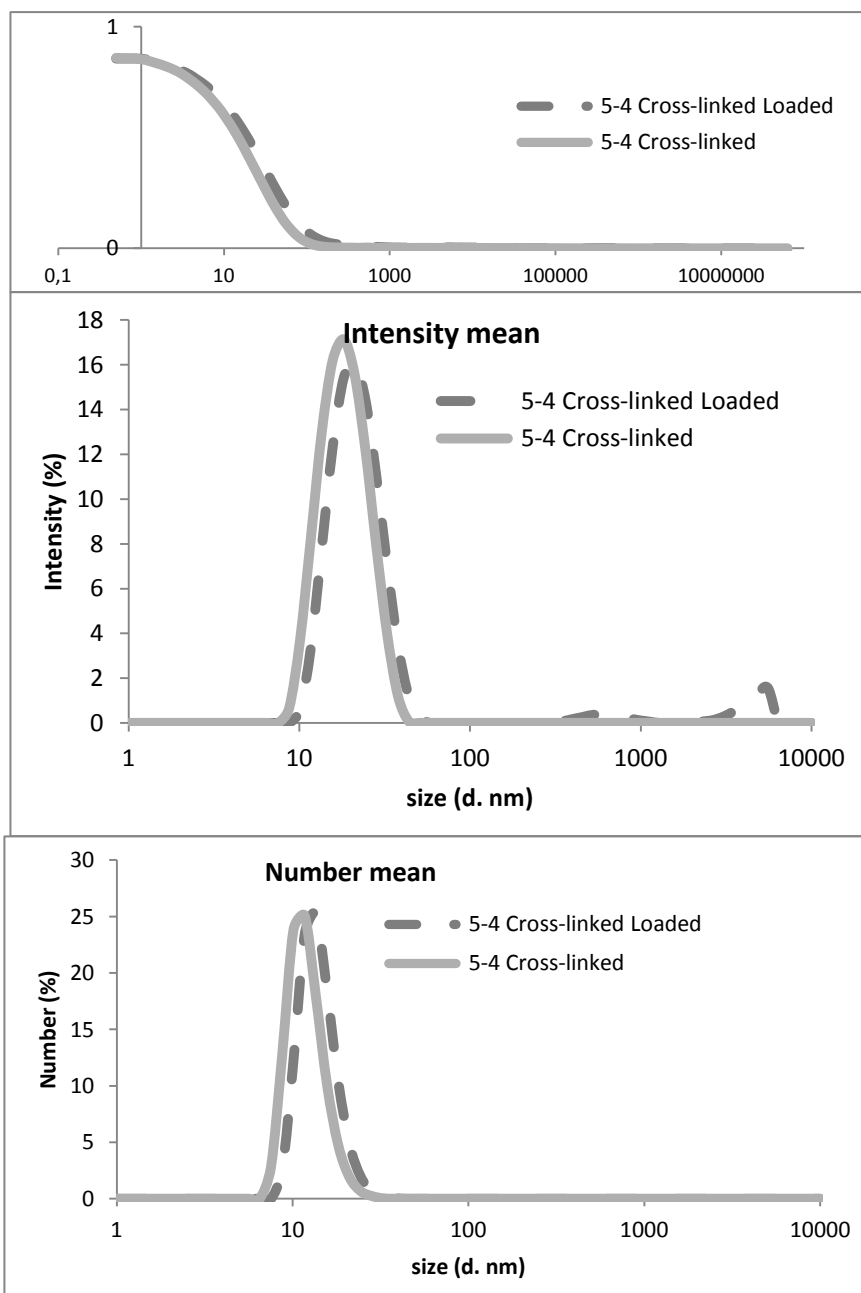 1
5-4 Cross-linked Loaded
5-4 Cross-linked
0
0,1 10 1000 100000 10000000
Intensity mean
18
16
14
12
10
8
6
4
2
0
Intensity (%)
5-4 Cross-linked Loaded
5-4 Cross-linked
1 10 100 1000 10000
size (d. nm)
Number mean
30
25
20
15
10
5
0
Number (%)
5-4 Cross-linked Loaded
5-4 Cross-linked
1 10 100 1000 10000
size (d. nm)